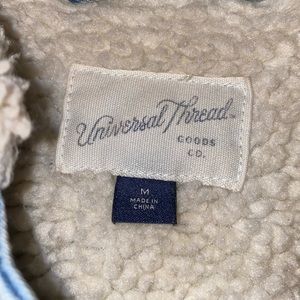 Universal Thread
GOODS
CO.
M
MADE IN
CHINA